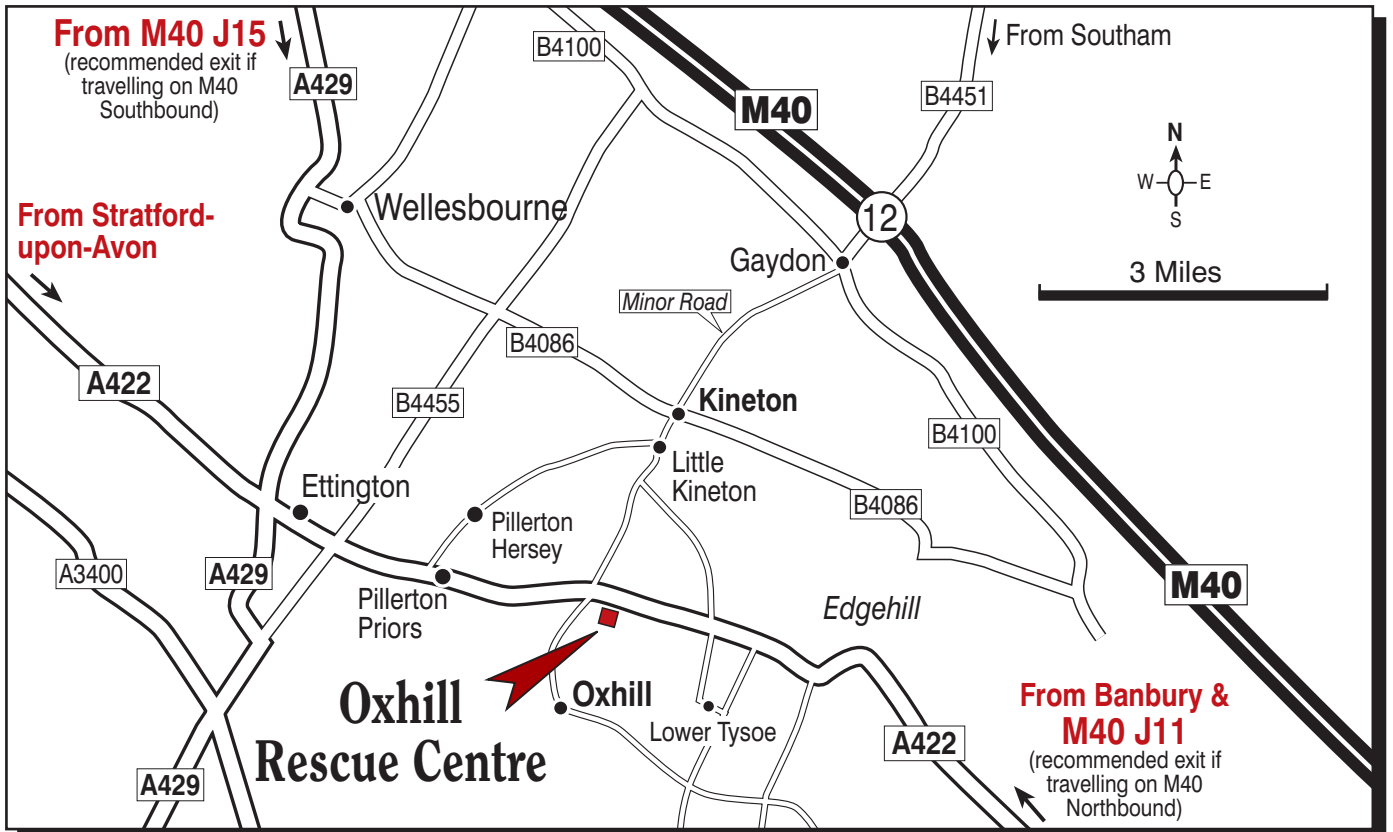 From M40 J15
(recommended exit if
travelling on M40
Southbound)
A429
B4100
M40
From Southam
B4451
N
W
E
S
3 Miles
From Stratford-
upon-Avon
Wellesbourne
12
Gaydon
Minor Road
B4086
A422
B4455
Kineton
B4100
Little
Kineton
Ettington
B4086
Pillerton
Hersey
A3400
A429
M40
Pillerton
Priors
Edgehill
Oxhill
Rescue Centre
Oxhill
Lower Tysoe
A422
From Banbury &
M40 J11
(recommended exit if
travelling on M40
Northbound)
A429